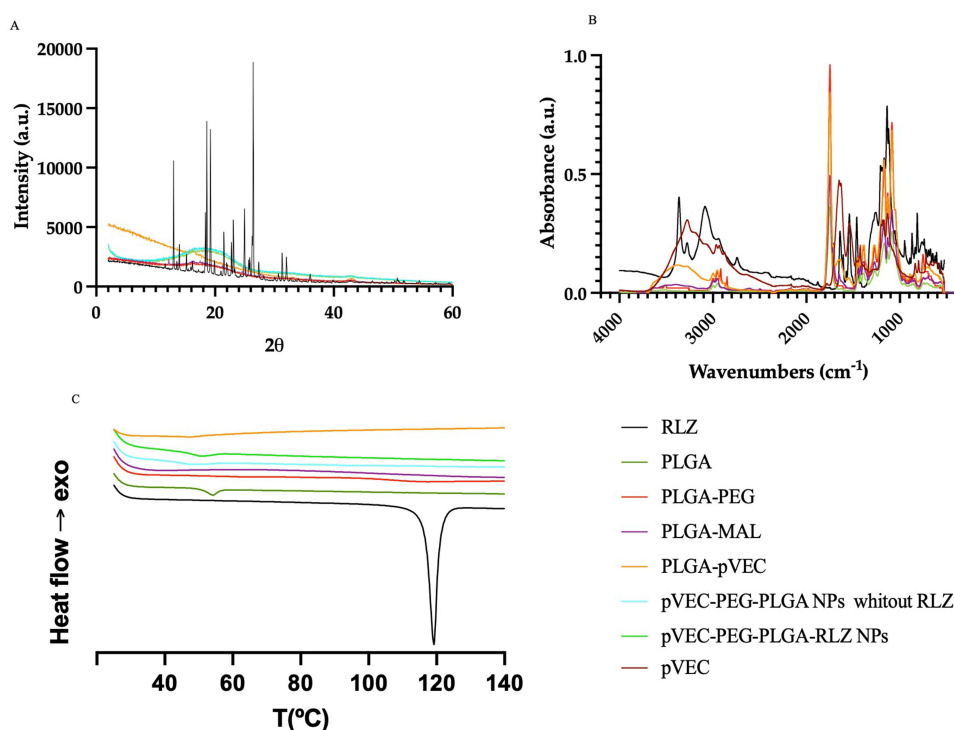 A
20000
15000
10000
5000
0
Intensity (a.u.)
0 20 40 60
2θ
B
1.0
0.5
0.0
Absorbance (a.u.)
4000 3000 2000 1000
Wavenumbers (cm-1)
C
Heat flow → exo
40 60 80 100 120 140
T(ºC)
RLZ
PLGA
PLGA-PEG
PLGA-MAL
PLGA-pVEC
pVEC-PEG-PLGA NPs whitout RLZ
pVEC-PEG-PLGA-RLZ NPs
pVEC